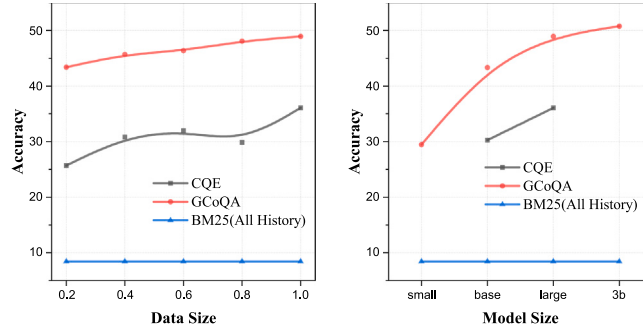 50
40
30
20
10
Accuracy
CQE
GCoQA
BM25(All History)
0.2 0.4 0.6 0.8 1.0
Data Size
50
40
30
20
10
Accuracy
CQE
GCoQA
BM25(All History)
small base large 3b
Model Size